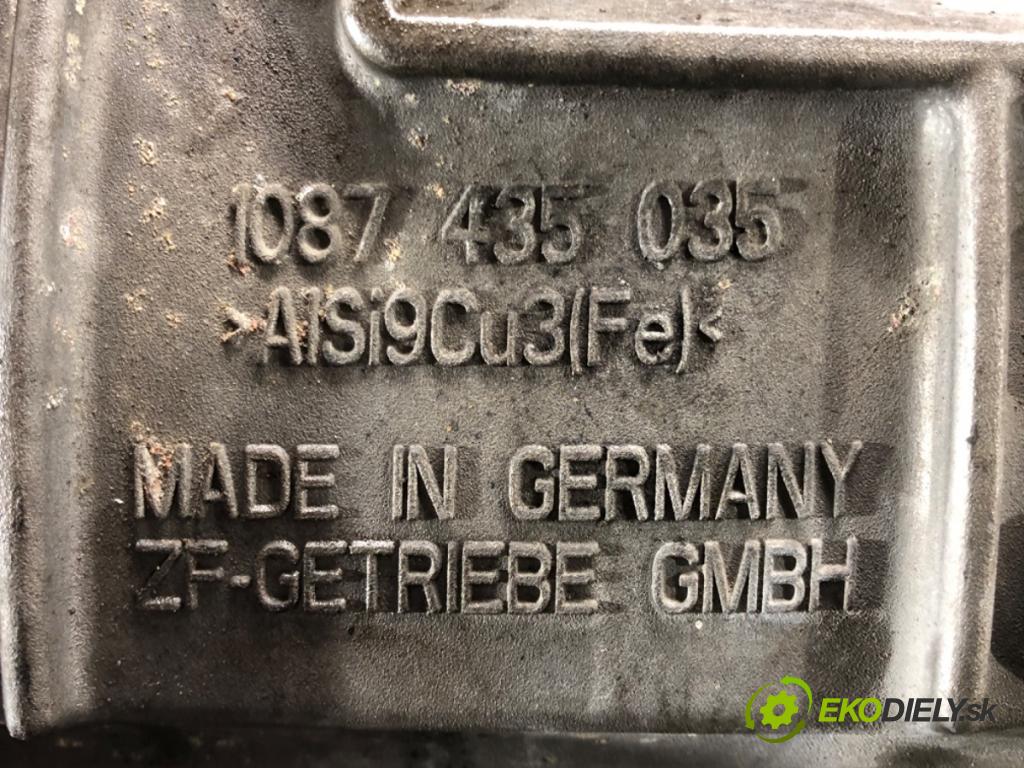 1087 435 035
>AlSi9Cu3(Fe)<
MADE IN GERMANY
ZF-GETRIEBE GMBH
EKODIELY.sk